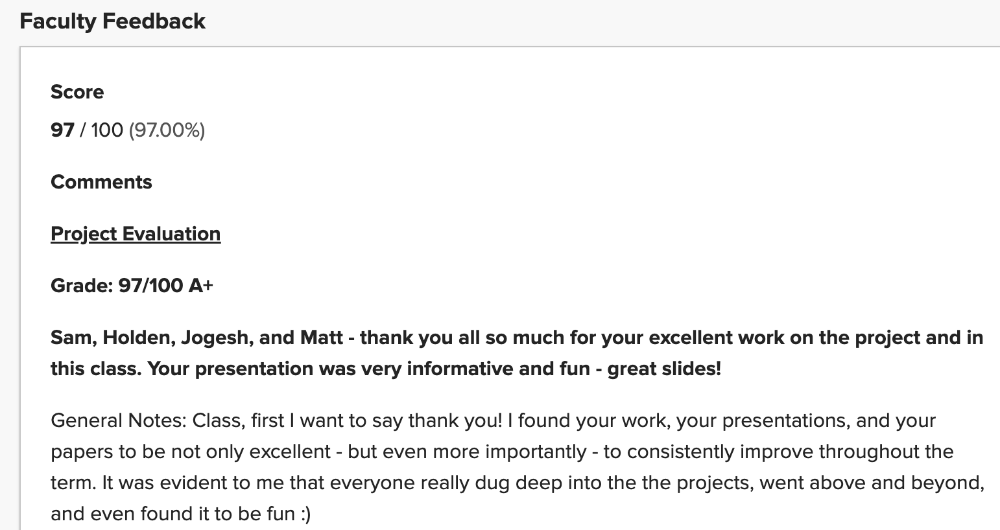 Faculty Feedback
Score
97 / 100 (97.00%)
Comments
Project Evaluation
Grade: 97/100 A+
Sam, Holden, Jogesh, and Matt - thank you all so much for your excellent work on the project and in
this class. Your presentation was very informative and fun - great slides!
General Notes: Class, first I want to say thank you! I found your work, your presentations, and your
papers to be not only excellent - but even more importantly - to consistently improve throughout the
term. It was evident to me that everyone really dug deep into the the projects, went above and beyond,
and even found it to be fun :)